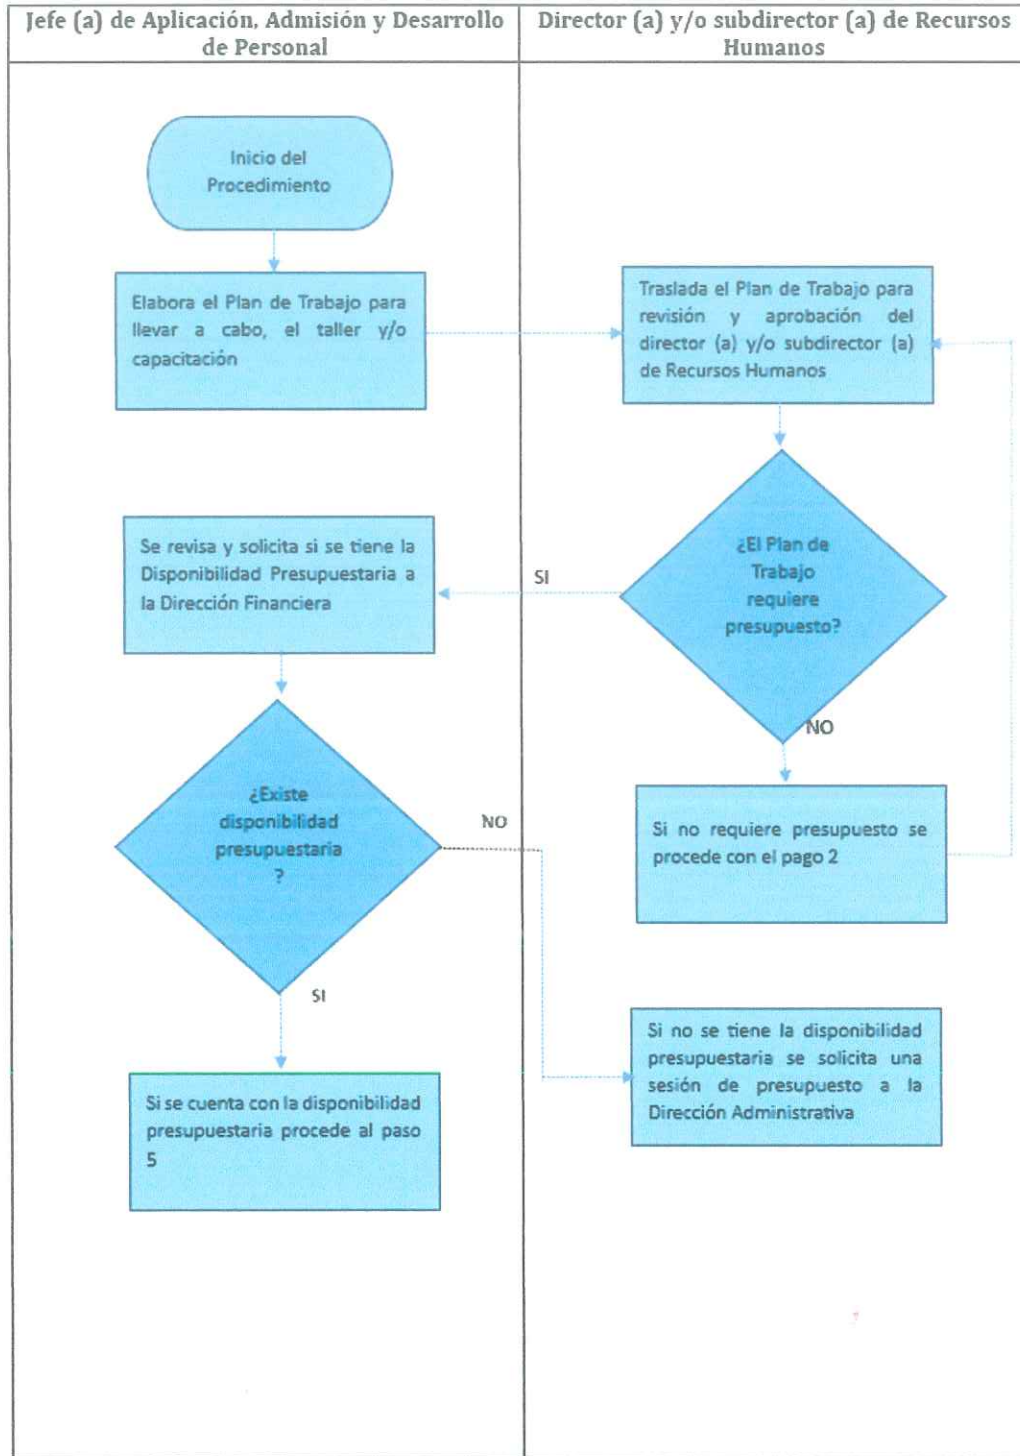 Jefe (a) de Aplicación, Admisión y Desarrollo
de Personal
Director (a) y/o subdirector (a) de Recursos
Humanos
Inicio del
Procedimiento
Elabora el Plan de Trabajo para
llevar a cabo, el taller y/o
capacitación
Traslada el Plan de Trabajo para
revisión y aprobación del
director (a) y/o subdirector (a)
de Recursos Humanos
¿El Plan de
Trabajo
requiere
presupuesto?
SI
Se revisa y solicita si se tiene la
Disponibilidad Presupuestaria a
la Dirección Financiera
NO
Si no requiere presupuesto se
procede con el pago 2
¿Existe
disponibilidad
presupuestaria
?
NO
SI
Si no se tiene la disponibilidad
presupuestaria se solicita una
sesión de presupuesto a la
Dirección Administrativa
Si se cuenta con la disponibilidad
presupuestaria procede al paso
5